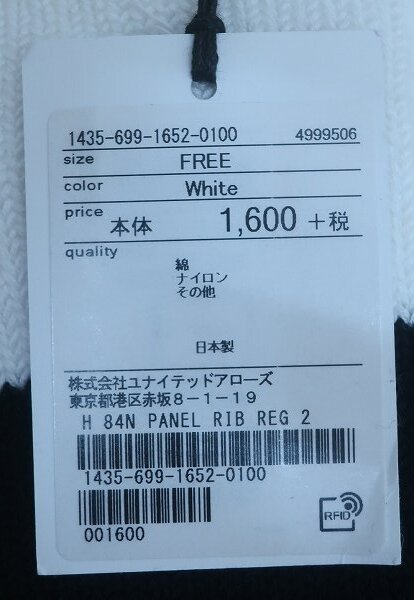 1435-699-1652-0100 4999506
size FREE
color White
price 本体 1,600 +税
quality
綿
ナイロン
その他
日本製
株式会社ユナイテッドアローズ
東京都港区赤坂8-1-19
H 84N PANEL RIB REG 2
1435-699-1652-0100
001600
RFID